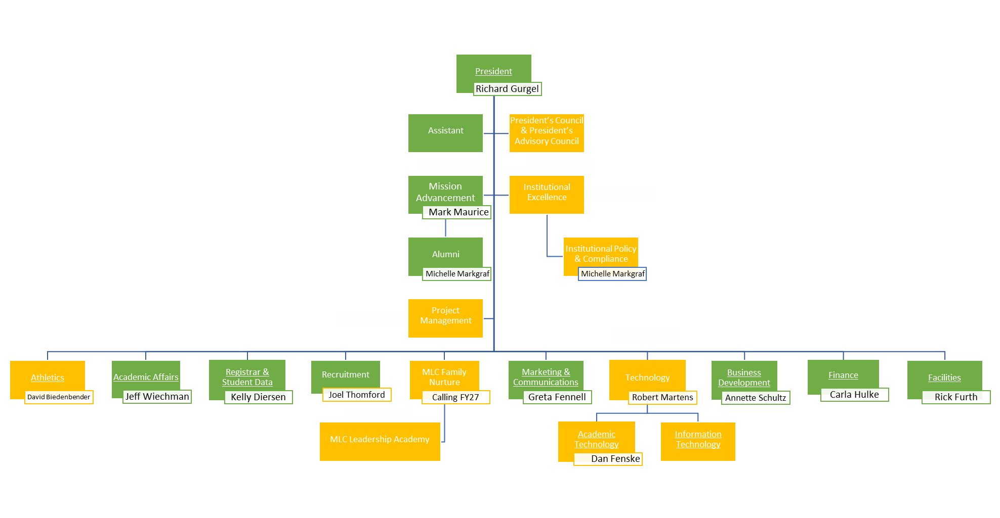 President
Richard Gurgel
Assistant
President’s Council
& President’s
Advisory Council
Mission
Advancement
Mark Maurice
Institutional
Excellence
Alumni
Michelle Markgraf
Institutional Policy
& Compliance
Michelle Markgraf
Project
Management
Athletics
David Biedenbender
Academic Affairs
Jeff Wiechman
Registrar &
Student Data
Kelly Diersen
Recruitment
Joel Thomford
MLC Family
Nurture
Calling FY27
Marketing &
Communications
Greta Fennell
Technology
Robert Martens
Business
Development
Annette Schultz
Finance
Carla Hulke
Facilities
Rick Furth
MLC Leadership Academy
Academic
Technology
Dan Fenske
Information
Technology